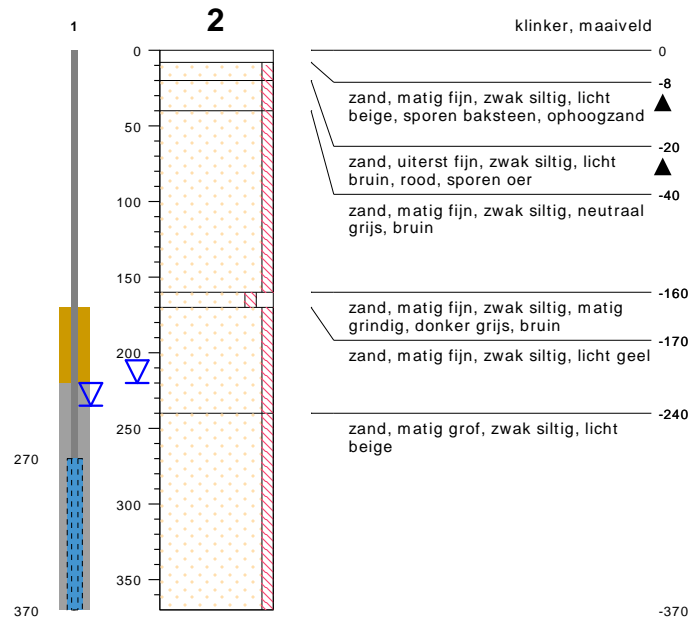 1
2
klinker, maaiveld
0
0
-8
zand, matig fijn, zwak siltig, licht
beige, sporen baksteen, ophoogzand
50
-20
zand, uiterst fijn, zwak siltig, licht
bruin, rood, sporen oer
-40
100
zand, matig fijn, zwak siltig, neutraal
grijs, bruin
150
-160
zand, matig fijn, zwak siltig, matig
grindig, donker grijs, bruin
-170
200
zand, matig fijn, zwak siltig, licht geel
-240
250
zand, matig grof, zwak siltig, licht
beige
270
300
350
370
-370